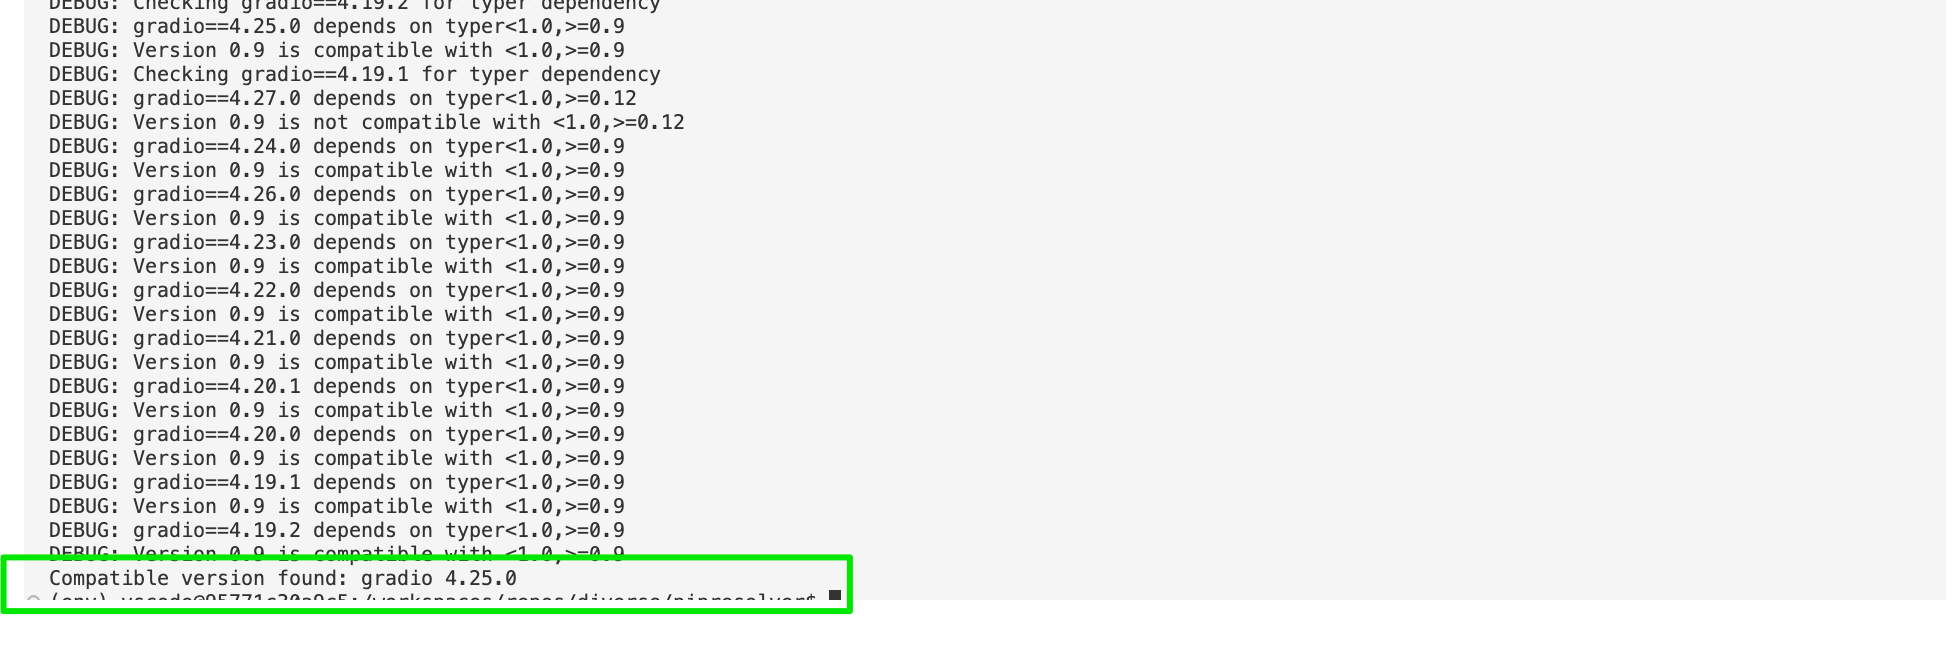 DEBUG: Checking gradio==4.19.2 for typer dependency
DEBUG: gradio==4.25.0 depends on typer<1.0,>=0.9
DEBUG: Version 0.9 is compatible with <1.0,>=0.9
DEBUG: Checking gradio==4.19.1 for typer dependency
DEBUG: gradio==4.27.0 depends on typer<1.0,>=0.12
DEBUG: Version 0.9 is not compatible with <1.0,>=0.12
DEBUG: gradio==4.24.0 depends on typer<1.0,>=0.9
DEBUG: Version 0.9 is compatible with <1.0,>=0.9
DEBUG: gradio==4.26.0 depends on typer<1.0,>=0.9
DEBUG: Version 0.9 is compatible with <1.0,>=0.9
DEBUG: gradio==4.23.0 depends on typer<1.0,>=0.9
DEBUG: Version 0.9 is compatible with <1.0,>=0.9
DEBUG: gradio==4.22.0 depends on typer<1.0,>=0.9
DEBUG: Version 0.9 is compatible with <1.0,>=0.9
DEBUG: gradio==4.21.0 depends on typer<1.0,>=0.9
DEBUG: Version 0.9 is compatible with <1.0,>=0.9
DEBUG: gradio==4.20.1 depends on typer<1.0,>=0.9
DEBUG: Version 0.9 is compatible with <1.0,>=0.9
DEBUG: gradio==4.20.0 depends on typer<1.0,>=0.9
DEBUG: Version 0.9 is compatible with <1.0,>=0.9
DEBUG: gradio==4.19.1 depends on typer<1.0,>=0.9
DEBUG: Version 0.9 is compatible with <1.0,>=0.9
DEBUG: gradio==4.19.2 depends on typer<1.0,>=0.9
DEBUG: Version 0.9 is compatible with <1.0,>=0.9
Compatible version found: gradio 4.25.0
(env)